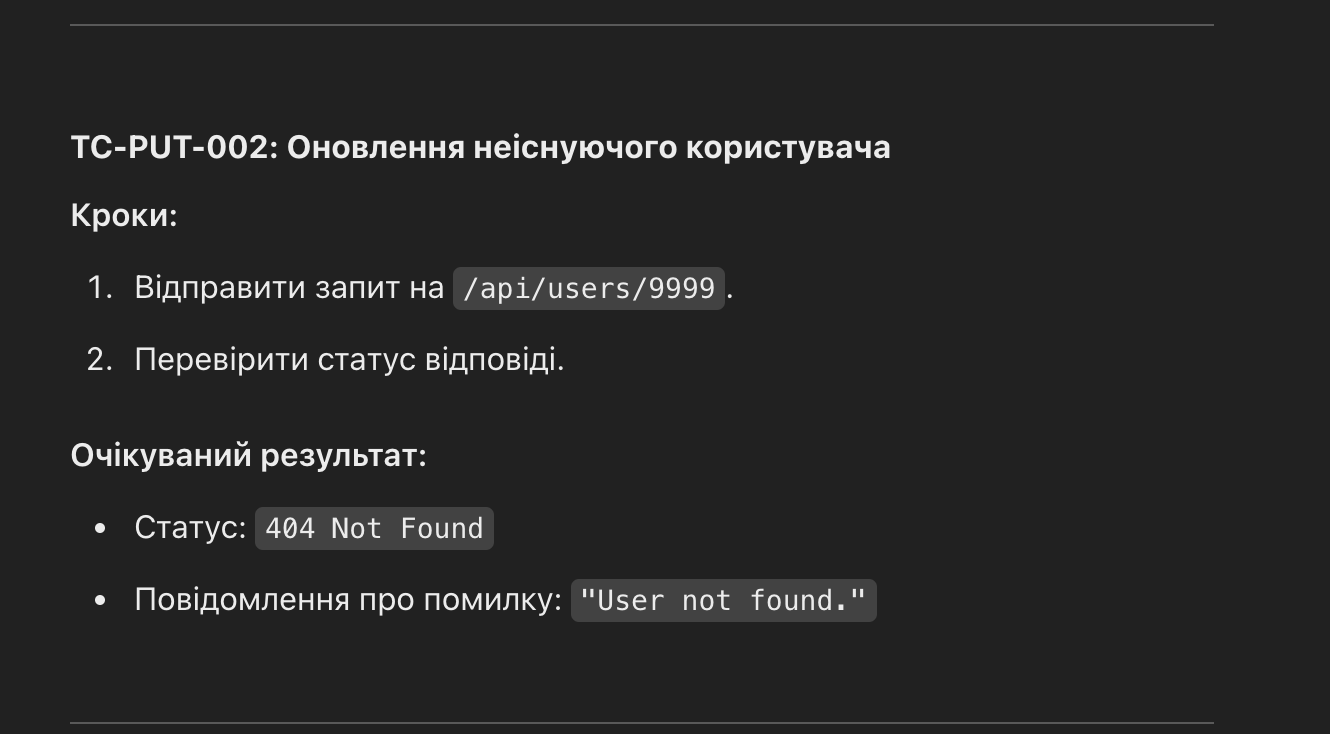 TC-PUT-002: Оновлення неіснуючого користувача
Кроки:
1. Відправити запит на /api/users/9999.
2. Перевірити статус відповіді.
Очікуваний результат:
• Статус: 404 Not Found
• Повідомлення про помилку: "User not found."